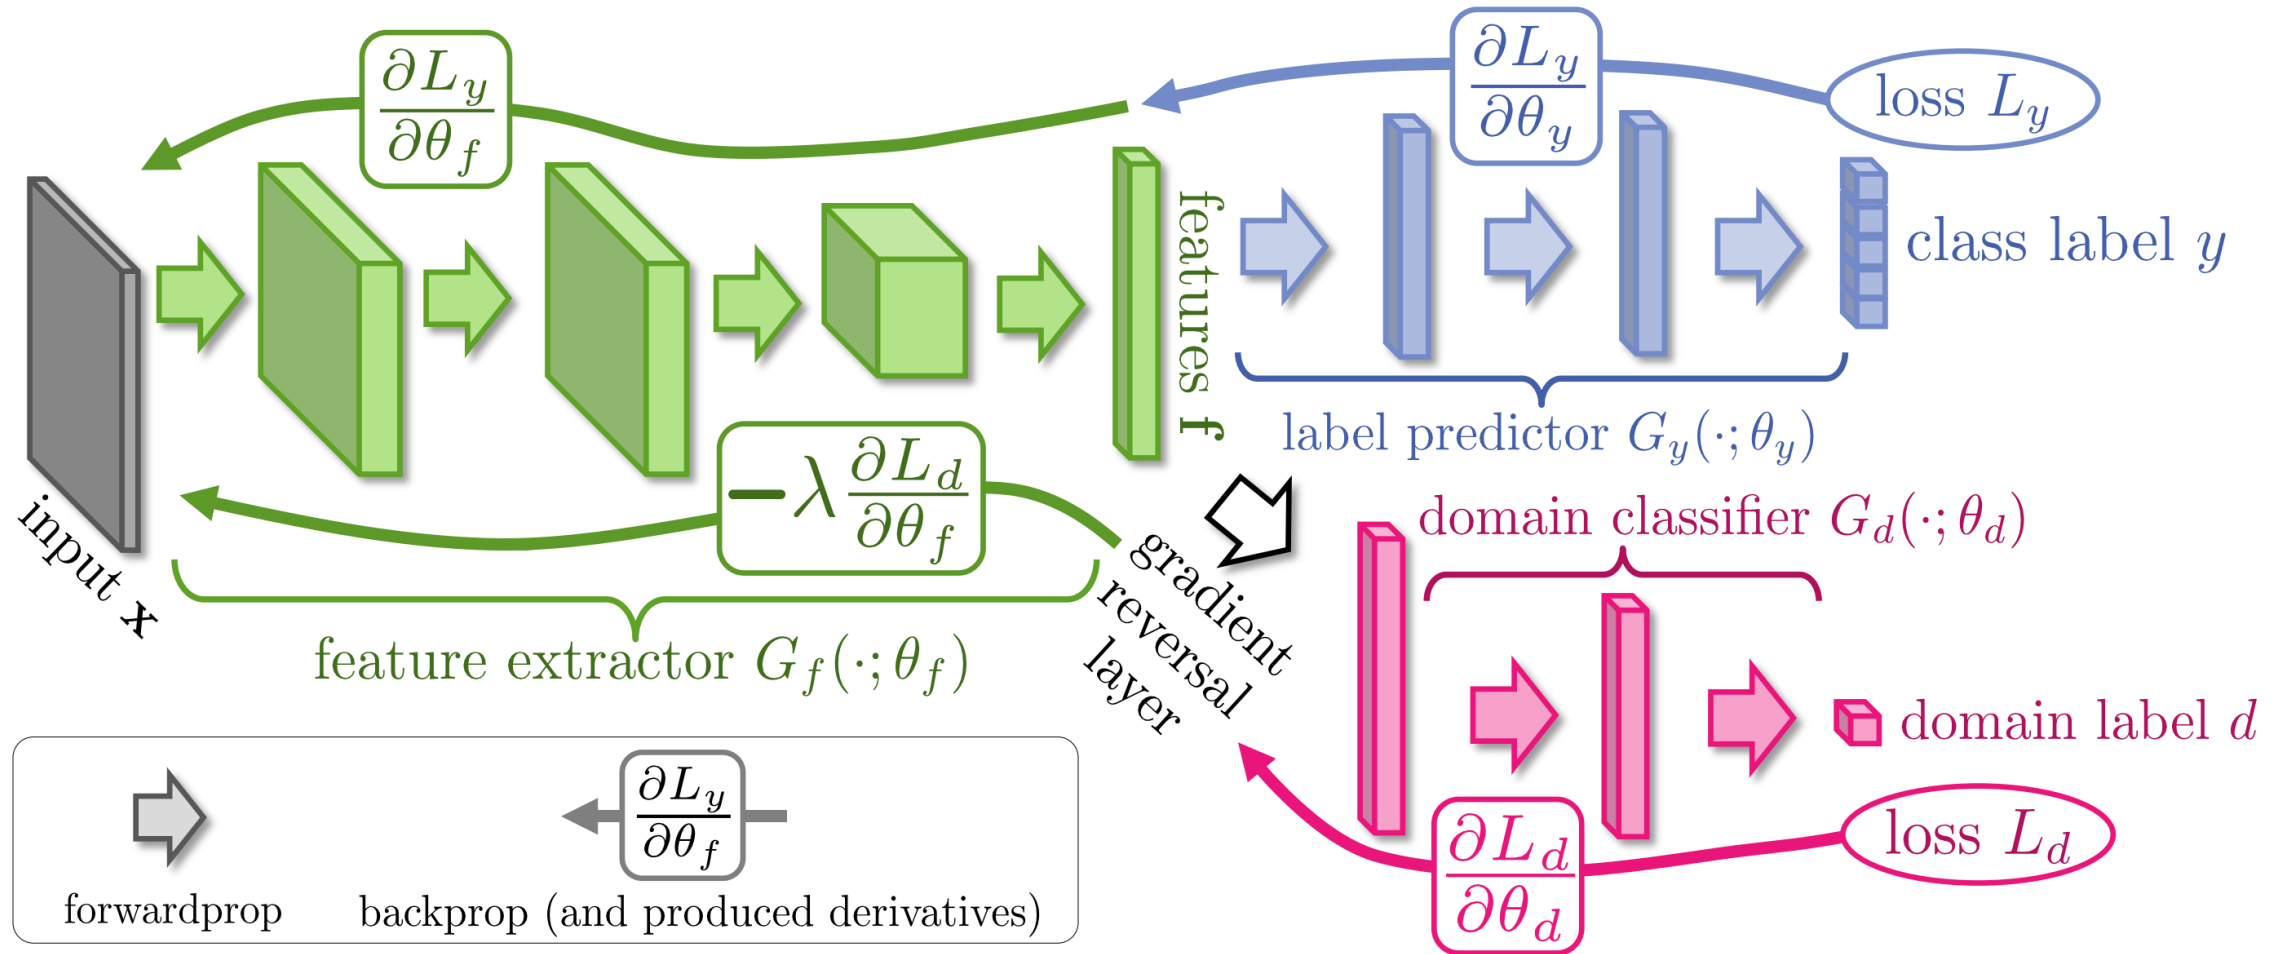 ∂L_y
∂θ_f
∂L_y
∂θ_y
loss L_y
features f
class label y
label predictor G_y(·; θ_y)
input x
−λ ∂L_d
∂θ_f
feature extractor G_f(·; θ_f)
gradient
reversal
layer
domain classifier G_d(·; θ_d)
domain label d
loss L_d
∂L_d
∂θ_d
∂L_y
∂θ_f
forwardprop
backprop (and produced derivatives)